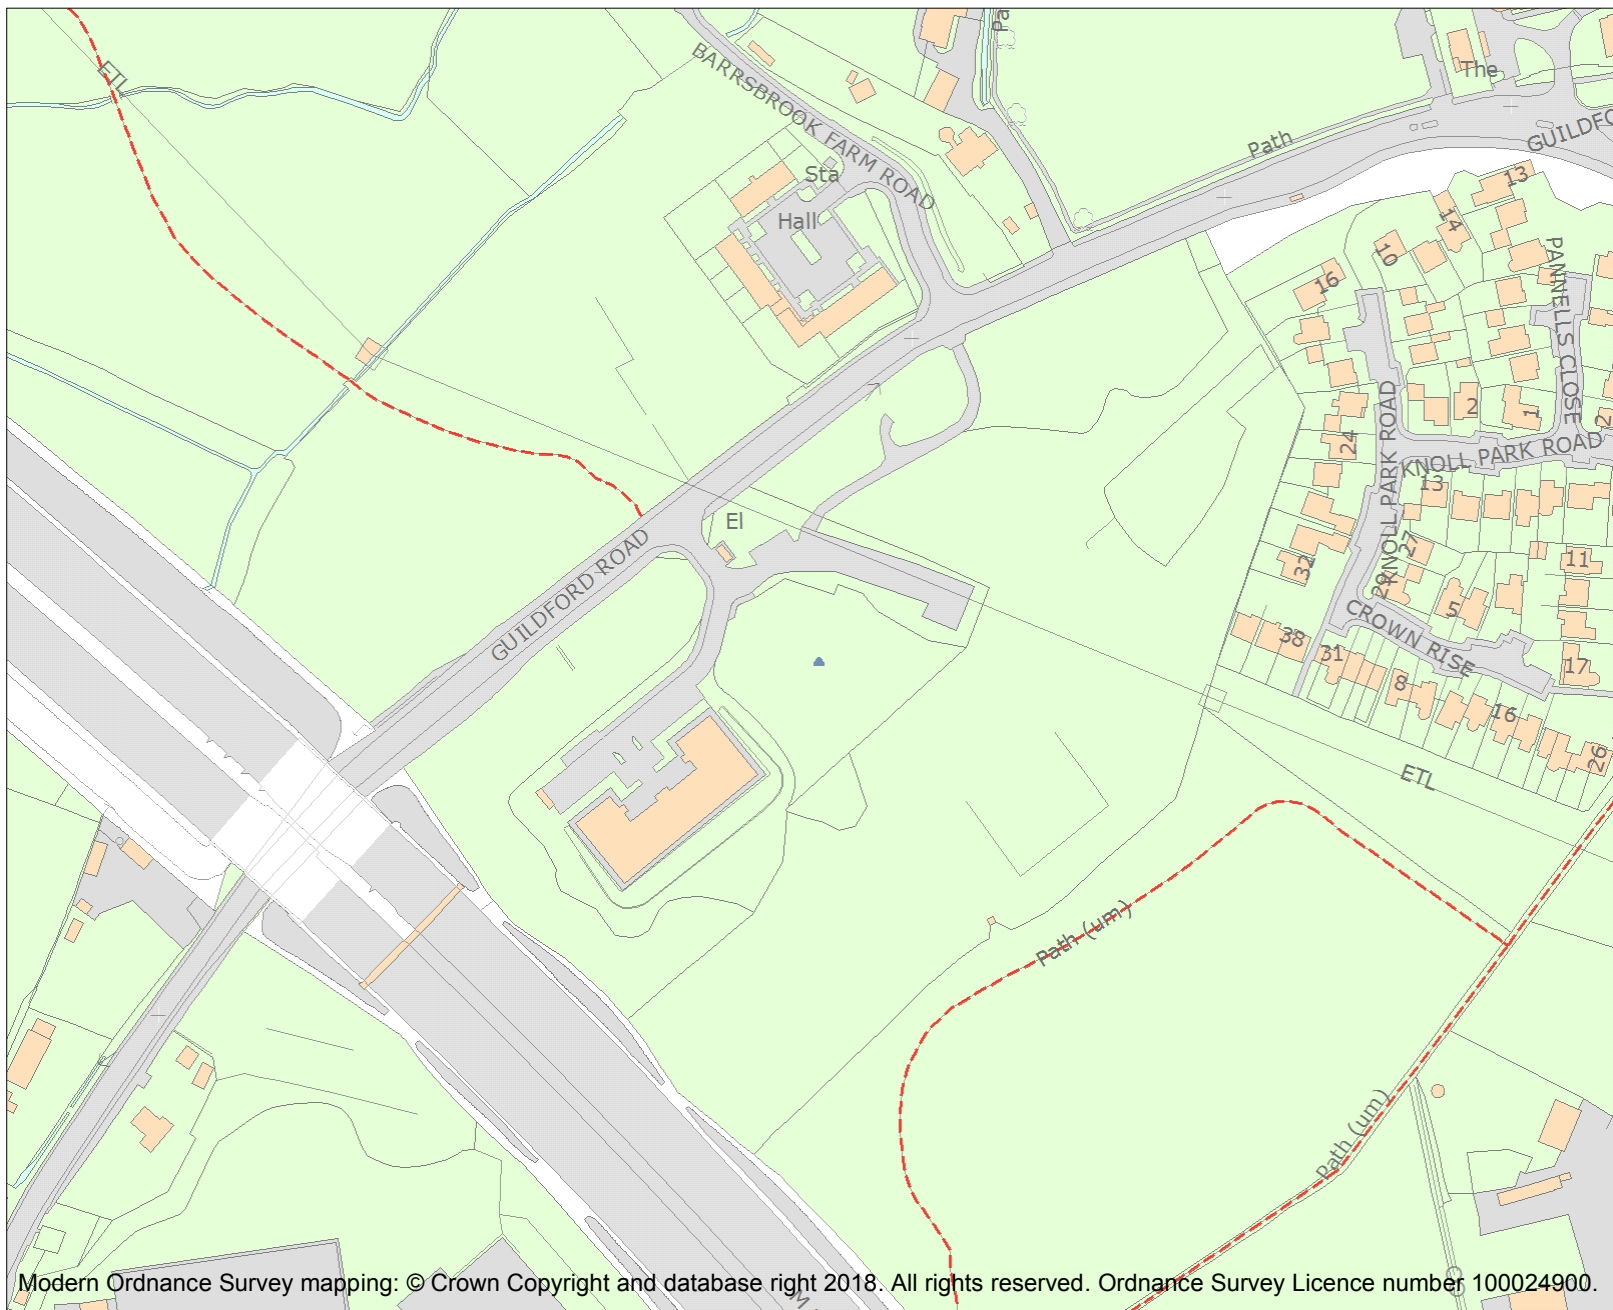 Pa
ETL
BARRSBROOK FARM ROAD
The
Path
GUILDFO
Sta
Hall
13
14
10
16
PANNELLS CLOSE
2
1
2
24
KNOLL PARK ROAD
KNOLL PARK ROAD
13
El
27
11
32
29
GUILDFORD ROAD
5
CROWN RISE
38
31
17
8
16
26
ETL
Path (um)
Path (um)
M
Modern Ordnance Survey mapping: © Crown Copyright and database right 2018. All rights reserved. Ordnance Survey Licence number 100024900.